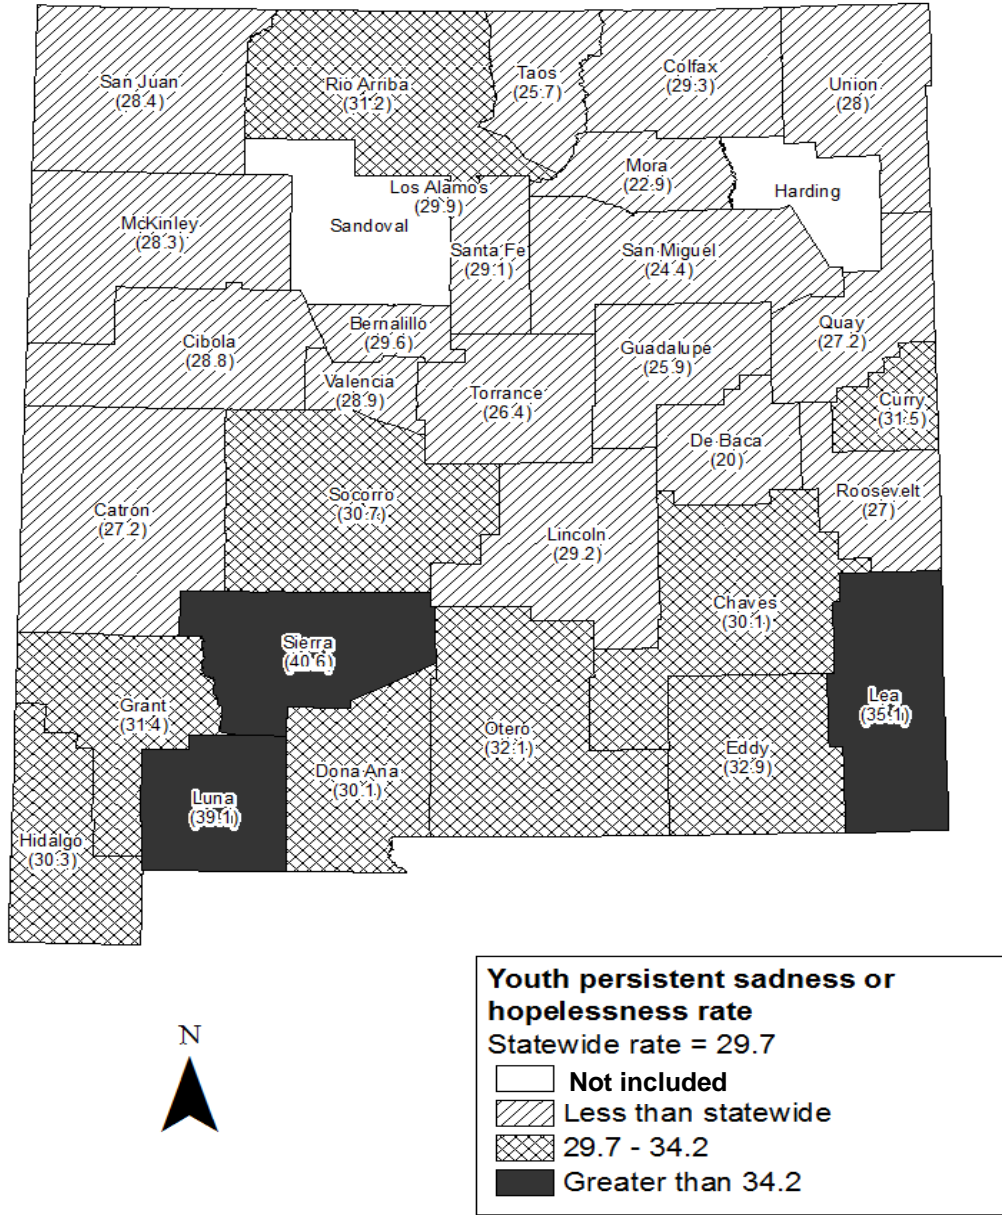 San Juan
(28.4)
Rio Arriba
(31.2)
Taos
(25.7)
Colfax
(29.3)
Union
(28)
McKinley
(28.3)
Sandoval
Los Alamos
(29.9)
Santa Fe
(29.1)
Mora
(22.9)
Harding
San Miguel
(24.4)
Cibola
(28.8)
Bernalillo
(29.6)
Valencia
(28.9)
Torrance
(26.4)
Guadalupe
(25.9)
Quay
(27.2)
Curry
(31.5)
De Baca
(20)
Roosevelt
(27)
Catron
(27.2)
Socorro
(30.7)
Lincoln
(29.2)
Chaves
(30.1)
Sierra
(40.6)
Grant
(31.4)
Luna
(39.1)
Dona Ana
(30.1)
Otero
(32.1)
Eddy
(32.9)
Lea
(35.1)
Hidalgo
(30.3)
N
Youth persistent sadness or
hopelessness rate
Statewide rate = 29.7
Not included
Less than statewide
29.7 - 34.2
Greater than 34.2